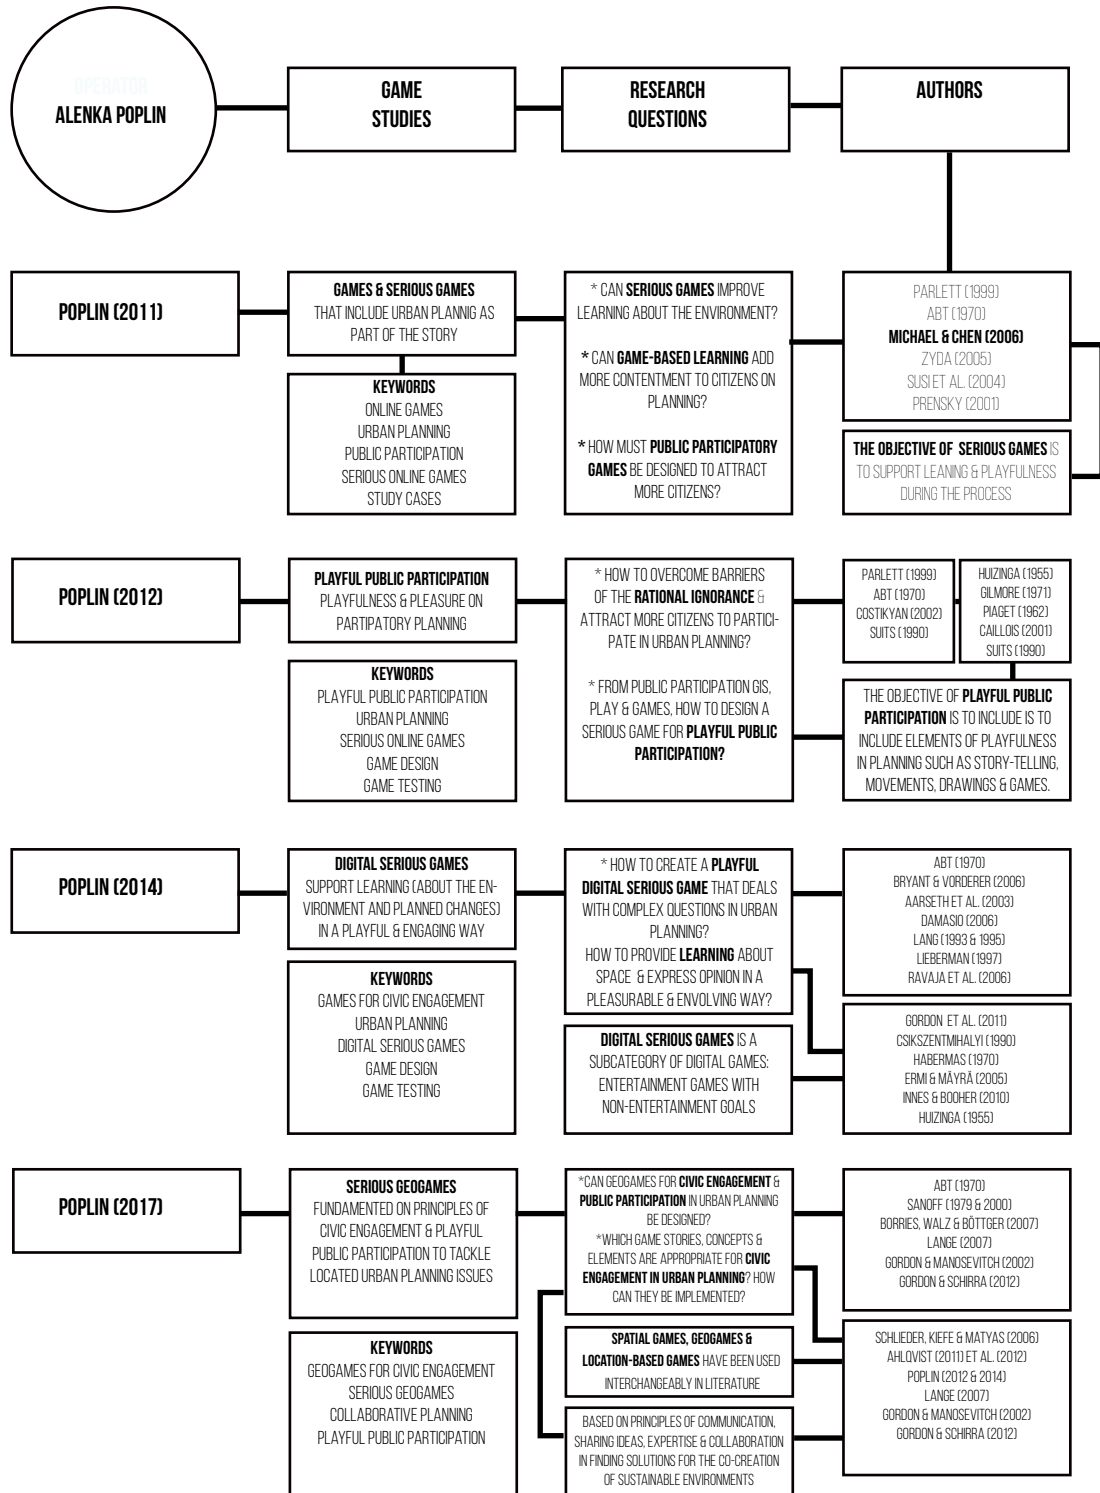 OPERATOR
ALENKA POPLIN
GAME
STUDIES
RESEARCH
QUESTIONS
AUTHORS
POPLIN (2011)
GAMES & SERIOUS GAMES
THAT INCLUDE URBAN PLANNIG AS
PART OF THE STORY
KEYWORDS
ONLINE GAMES
URBAN PLANNING
PUBLIC PARTICIPATION
SERIOUS ONLINE GAMES
STUDY CASES
* CAN SERIOUS GAMES IMPROVE
LEARNING ABOUT THE ENVIRONMENT?
* CAN GAME-BASED LEARNING ADD
MORE CONTENTMENT TO CITIZENS ON
PLANNING?
* HOW MUST PUBLIC PARTICIPATORY
GAMES BE DESIGNED TO ATTRACT
MORE CITIZENS?
PARLETT (1999)
ABT (1970)
MICHAEL & CHEN (2006)
ZYDA (2005)
SUSI ET AL. (2004)
PRENSKY (2001)
THE OBJECTIVE OF SERIOUS GAMES IS
TO SUPPORT LEANING & PLAYFULNESS
DURING THE PROCESS
POPLIN (2012)
PLAYFUL PUBLIC PARTICIPATION
PLAYFULNESS & PLEASURE ON
PARTIPATORY PLANNING
KEYWORDS
PLAYFUL PUBLIC PARTICIPATION
URBAN PLANNING
SERIOUS ONLINE GAMES
GAME DESIGN
GAME TESTING
* HOW TO OVERCOME BARRIERS
OF THE RATIONAL IGNORANCE &
ATTRACT MORE CITIZENS TO PARTICI-
PATE IN URBAN PLANNING?
* FROM PUBLIC PARTICIPATION GIS,
PLAY & GAMES, HOW TO DESIGN A
SERIOUS GAME FOR PLAYFUL PUBLIC
PARTICIPATION?
PARLETT (1999)
ABT (1970)
COSTIKYAN (2002)
SUITS (1990)
HUIZINGA (1955)
GILMORE (1971)
PIAGET (1962)
CAILLOIS (2001)
SUITS (1990)
THE OBJECTIVE OF PLAYFUL PUBLIC
PARTICIPATION IS TO INCLUDE IS TO
INCLUDE ELEMENTS OF PLAYFULNESS
IN PLANNING SUCH AS STORY-TELLING,
MOVEMENTS, DRAWINGS & GAMES.
POPLIN (2014)
DIGITAL SERIOUS GAMES
SUPPORT LEARNING (ABOUT THE EN-
VIRONMENT AND PLANNED CHANGES)
IN A PLAYFUL & ENGAGING WAY
KEYWORDS
GAMES FOR CIVIC ENGAGEMENT
URBAN PLANNING
DIGITAL SERIOUS GAMES
GAME DESIGN
GAME TESTING
* HOW TO CREATE A PLAYFUL
DIGITAL SERIOUS GAME THAT DEALS
WITH COMPLEX QUESTIONS IN URBAN
PLANNING?
HOW TO PROVIDE LEARNING ABOUT
SPACE & EXPRESS OPINION IN A
PLEASURABLE & ENVOLVING WAY?
DIGITAL SERIOUS GAMES IS A
SUBCATEGORY OF DIGITAL GAMES:
ENTERTAINMENT GAMES WITH
NON-ENTERTAINMENT GOALS
ABT (1970)
BRYANT & VORDERER (2006)
AARSETH ET AL. (2003)
DAMASIO (2006)
LANG (1993 & 1995)
LIEBERMAN (1997)
RAVAJA ET AL. (2006)
GORDON ET AL. (2011)
CSIKSZENTMIHALYI (1990)
HABERMAS (1970)
ERMI & MÄYRÄ (2005)
INNES & BOOHER (2010)
HUIZINGA (1955)
POPLIN (2017)
SERIOUS GEOGAMES
FUNDAMENTED ON PRINCIPLES OF
CIVIC ENGAGEMENT & PLAYFUL
PUBLIC PARTICIPATION TO TACKLE
LOCATED URBAN PLANNING ISSUES
KEYWORDS
GEOGAMES FOR CIVIC ENGAGEMENT
SERIOUS GEOGAMES
COLLABORATIVE PLANNING
PLAYFUL PUBLIC PARTICIPATION
*CAN GEOGAMES FOR CIVIC ENGAGEMENT &
PUBLIC PARTICIPATION IN URBAN PLANNING
BE DESIGNED?
*WHICH GAME STORIES, CONCEPTS &
ELEMENTS ARE APPROPRIATE FOR CIVIC
ENGAGEMENT IN URBAN PLANNING? HOW
CAN THEY BE IMPLEMENTED?
SPATIAL GAMES, GEOGAMES &
LOCATION-BASED GAMES HAVE BEEN USED
INTERCHANGEABLY IN LITERATURE
BASED ON PRINCIPLES OF COMMUNICATION,
SHARING IDEAS, EXPERTISE & COLLABORATION
IN FINDING SOLUTIONS FOR THE CO-CREATION
OF SUSTAINABLE ENVIRONMENTS
ABT (1970)
SANOFF (1979 & 2000)
BORRIES, WALZ & BÖTTGER (2007)
LANGE (2007)
GORDON & MANOSEVITCH (2002)
GORDON & SCHIRRA (2012)
SCHLIEDER, KIEFE & MATYAS (2006)
AHLQVIST (2011) ET AL. (2012)
POPLIN (2012 & 2014)
LANGE (2007)
GORDON & MANOSEVITCH (2002)
GORDON & SCHIRRA (2012)